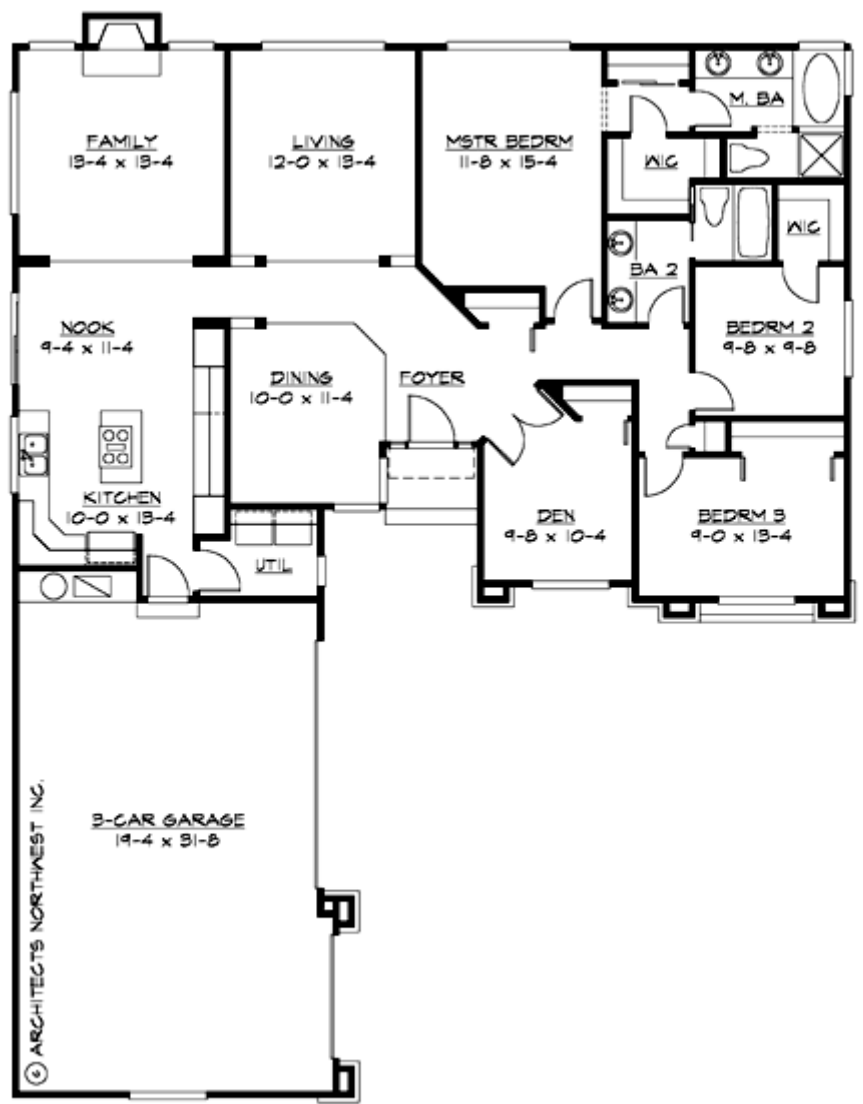 FAMILY
13-4 x 13-4
LIVING
12-0 x 13-4
MSTR BEDRM
11-8 x 15-4
M. BA
WIC
WIC
BA 2
NOOK
9-4 x 11-4
DINING
10-0 x 11-4
FOYER
BEDRM 2
9-8 x 9-8
KITCHEN
10-0 x 13-4
UTIL
DEN
9-8 x 10-4
BEDRM 3
9-0 x 13-4
3-CAR GARAGE
19-4 x 31-8
© ARCHITECTS NORTHWEST INC.